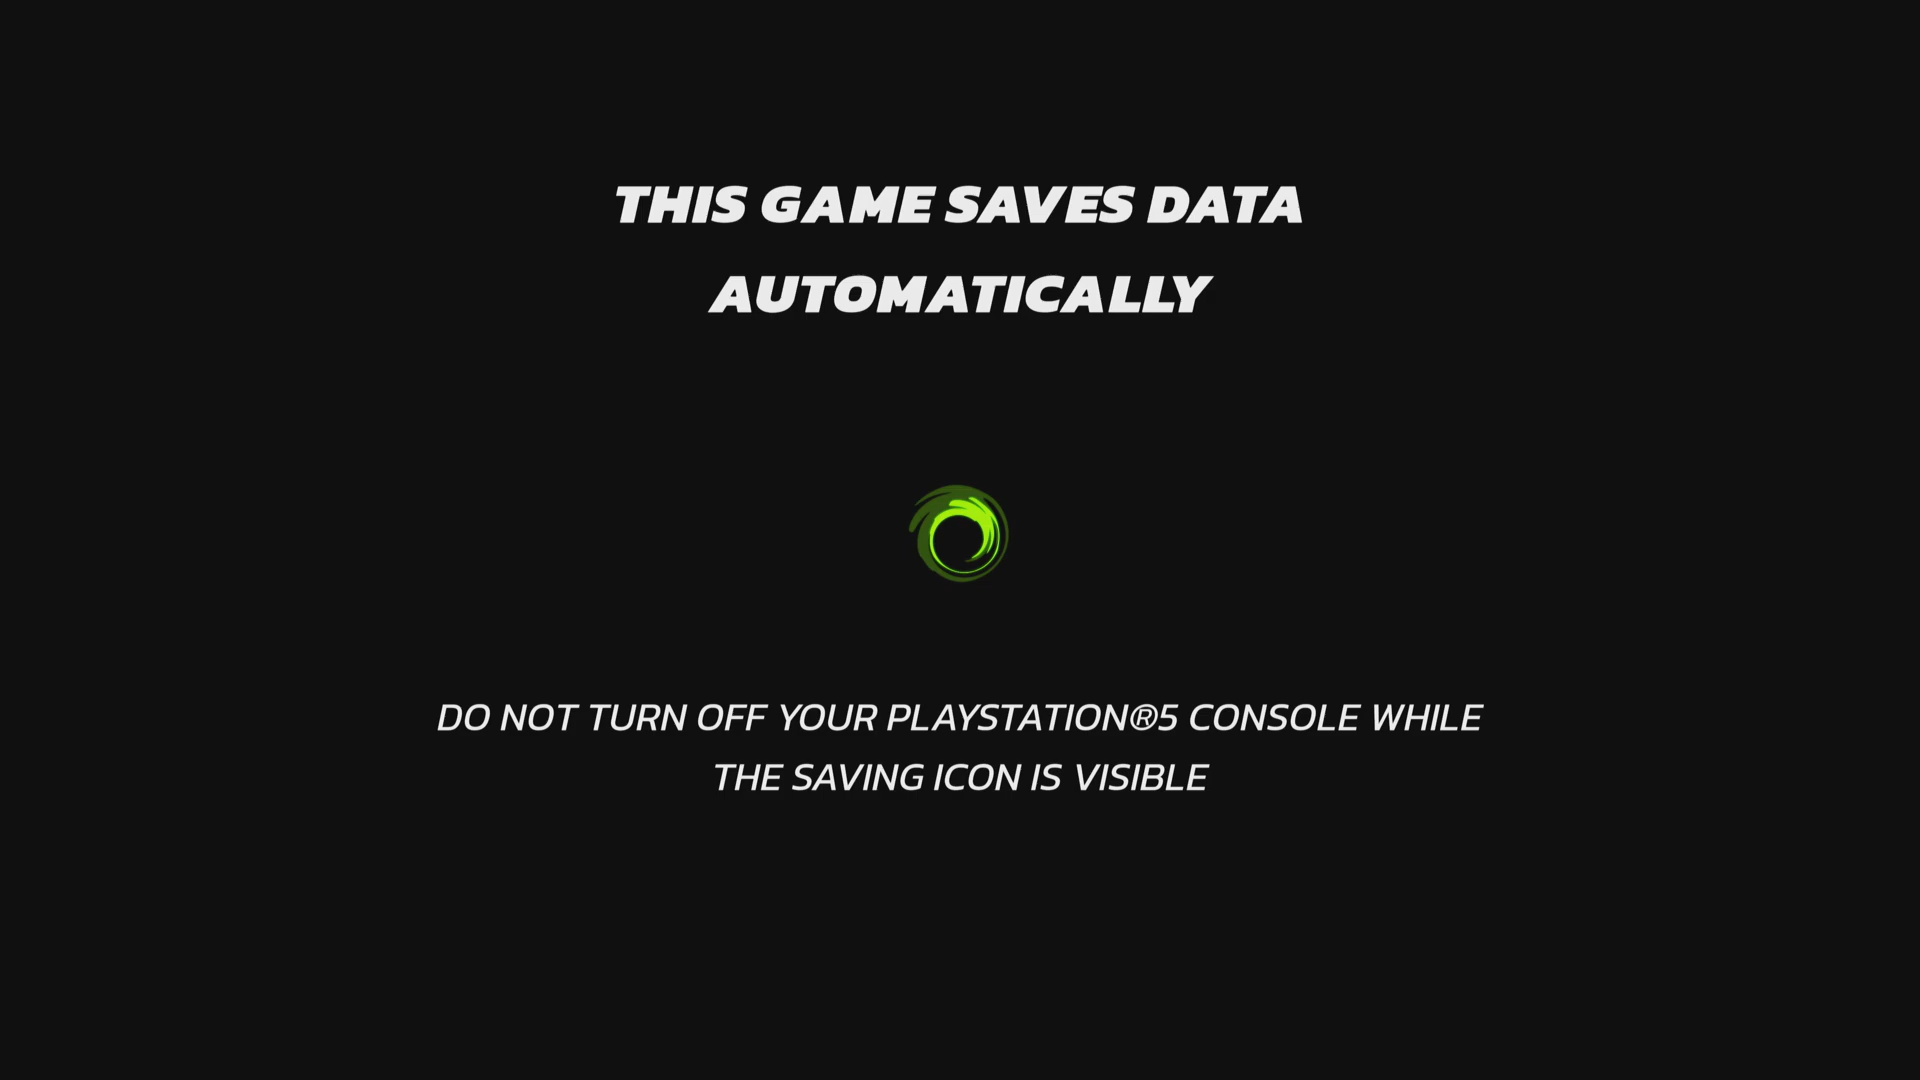 THIS GAME SAVES DATA
AUTOMATICALLY
DO NOT TURN OFF YOUR PLAYSTATION®5 CONSOLE WHILE
THE SAVING ICON IS VISIBLE